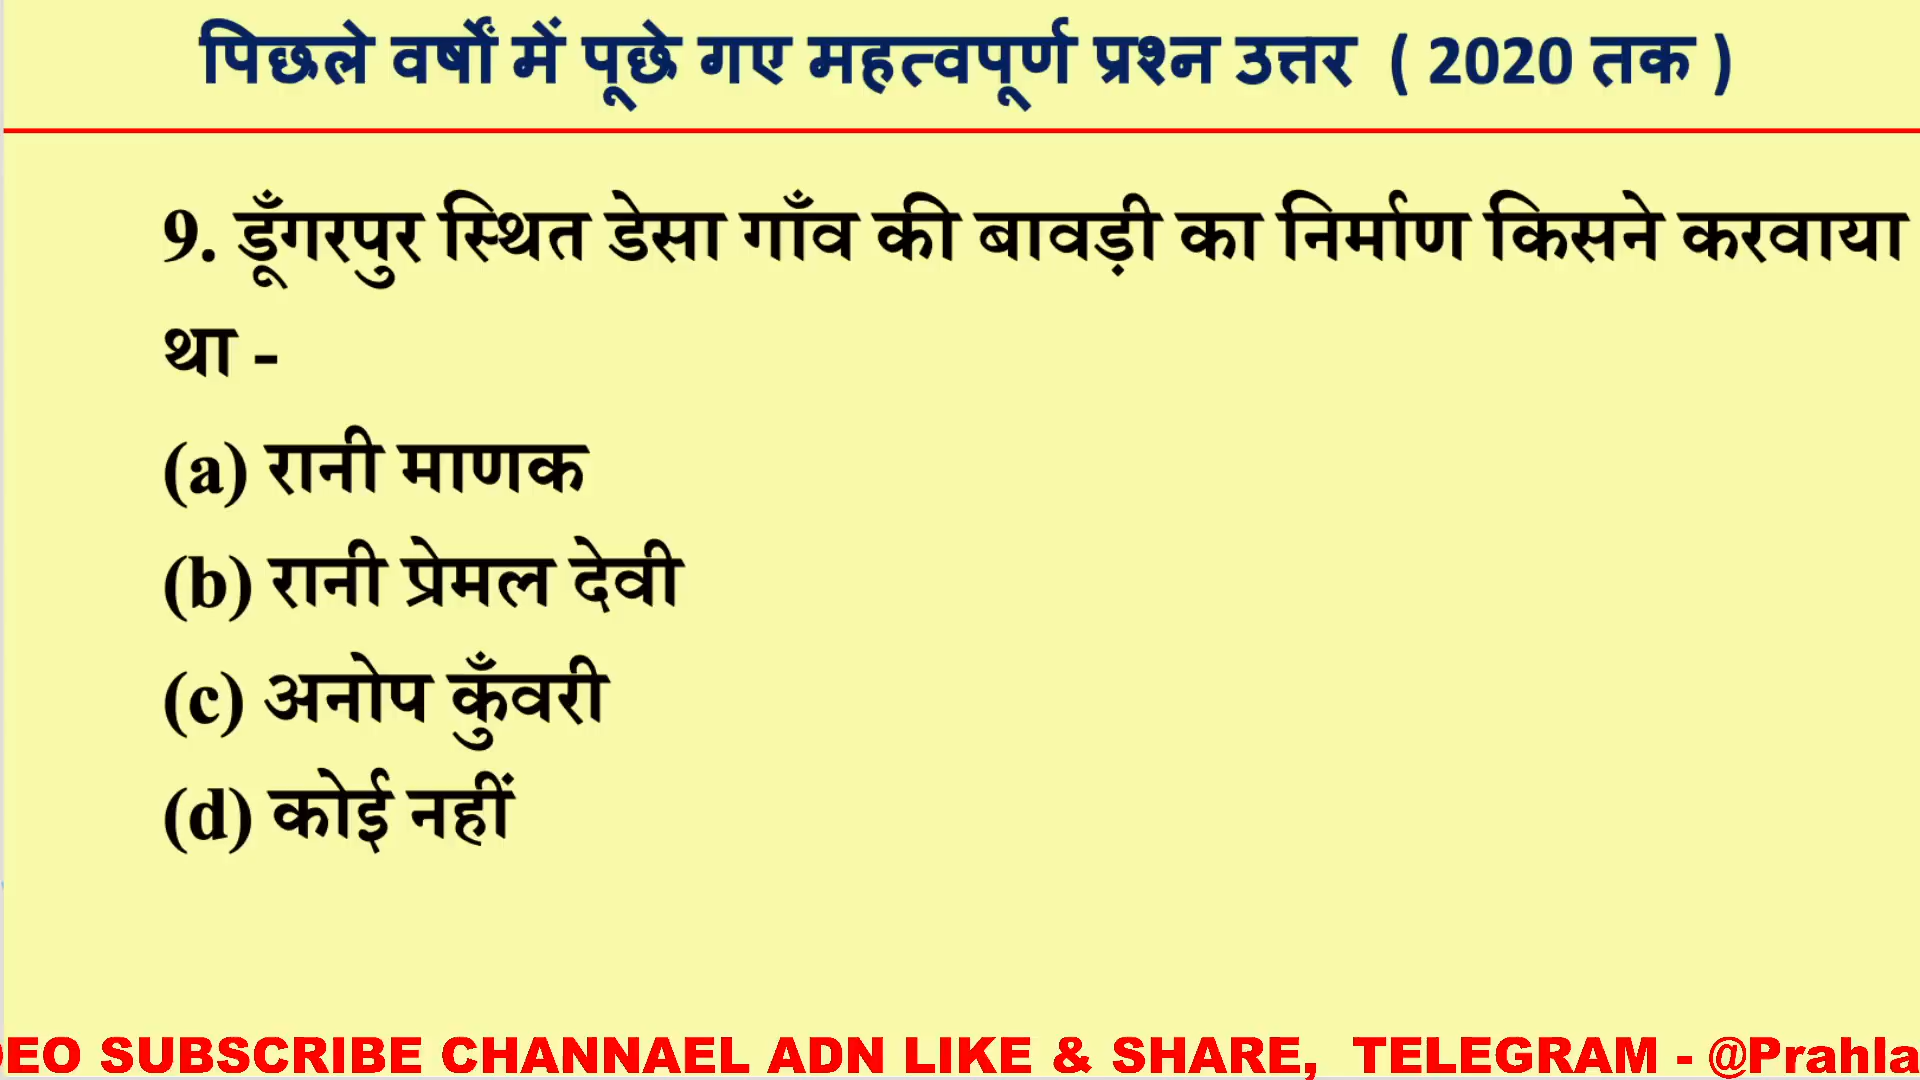 पिछले वर्षों में पूछे गए महत्वपूर्ण प्रश्न उत्तर ( 2020 तक )
9. डूँगरपुर स्थित डेसा गाँव की बावड़ी का निर्माण किसने करवाया
था -
(a) रानी माणक
(b) रानी प्रेमल देवी
(c) अनोप कुँवरी
(d) कोई नहीं
EO SUBSCRIBE CHANNAEL ADN LIKE & SHARE, TELEGRAM - @Prahla